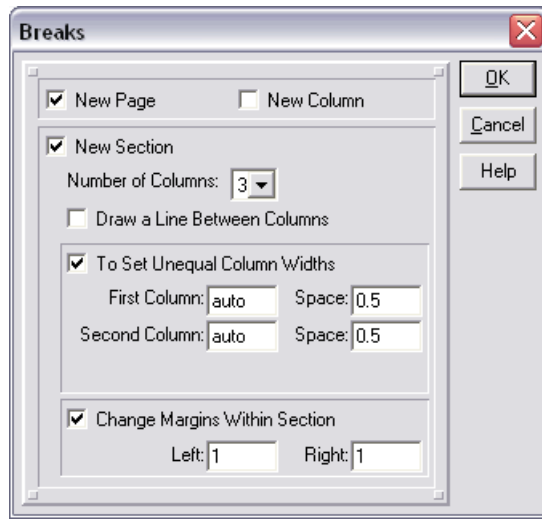 Breaks
New Page New Column
New Section
Number of Columns: 3
Draw a Line Between Columns
To Set Unequal Column Widths
First Column: auto Space: 0.5
Second Column: auto Space: 0.5
Change Margins Within Section
Left: 1 Right: 1
OK
Cancel
Help